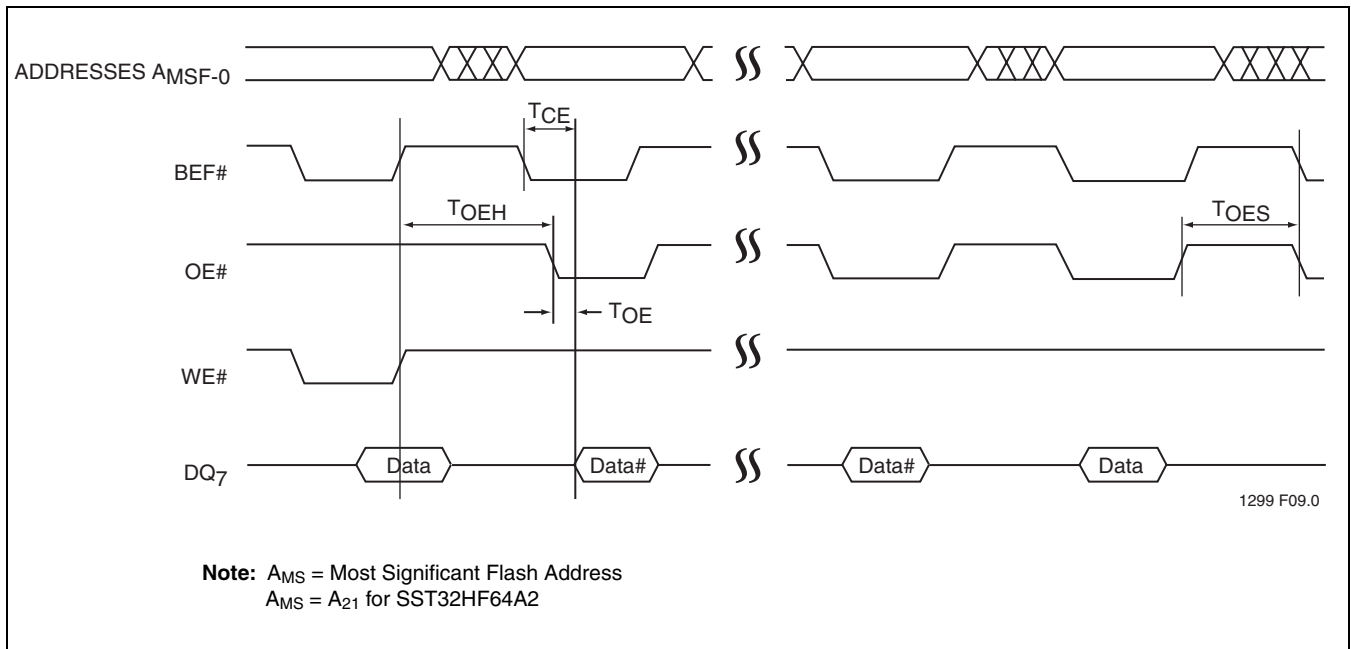 ADDRESSES AMSF-0
TCE
BEF#
TOEH
TOES
OE#
TOE
WE#
DQ7
Data
Data#
Data#
Data
1299 F09.0
Note: AMS = Most Significant Flash Address
AMS = A21 for SST32HF64A2